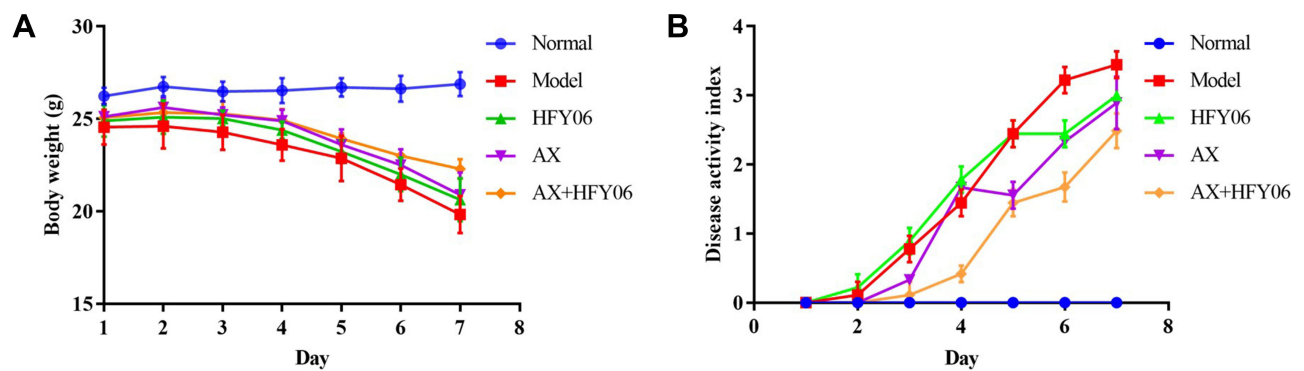 A
Body weight (g)
30
25
20
15
1 2 3 4 5 6 7 8
Day
Normal
Model
HFY06
AX
AX+HFY06
B
Disease activity index
4
3
2
1
0
0 2 4 6 8
Day
Normal
Model
HFY06
AX
AX+HFY06